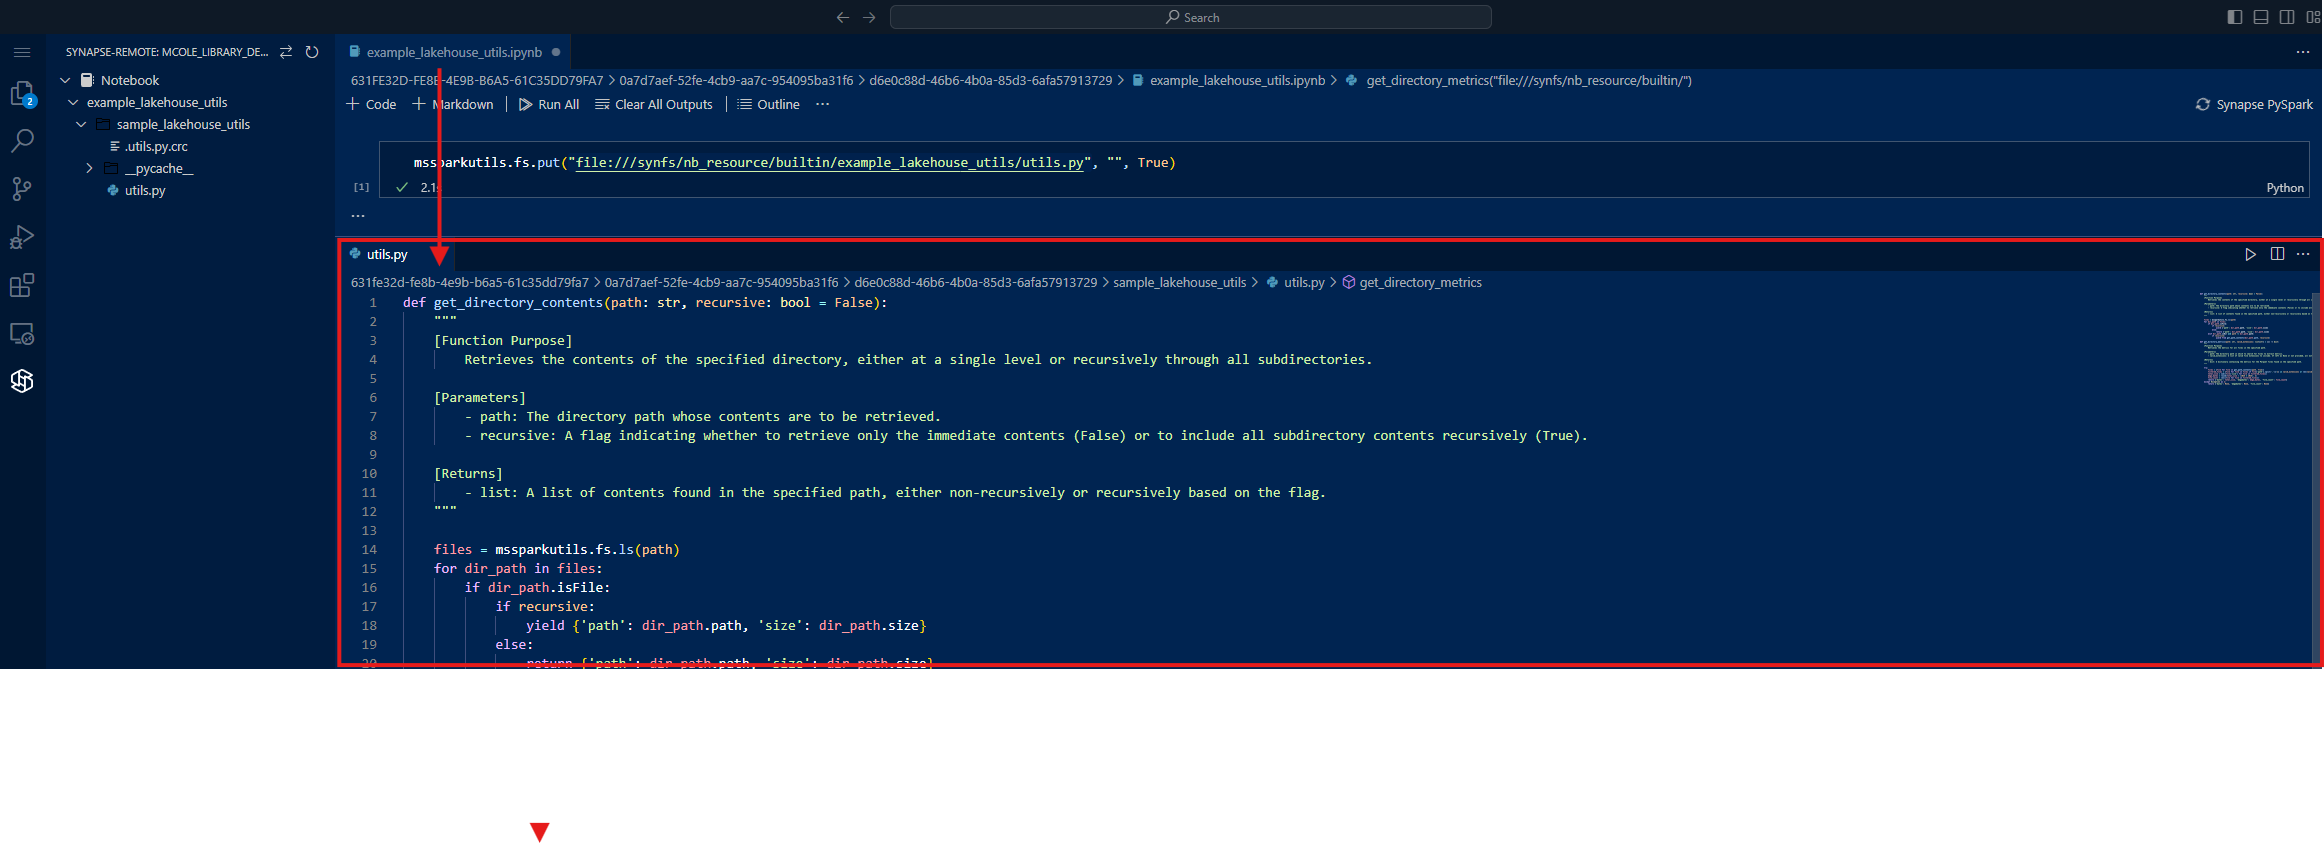 Search
SYNAPSE-REMOTE: MCOLE_LIBRARY_DE...
Notebook
example_lakehouse_utils
sample_lakehouse_utils
.utils.py.crc
__pycache__
utils.py
2
example_lakehouse_utils.ipynb
631FE32D-FE8B-4E9B-B6A5-61C35DD79FA7 > 0a7d7aef-52fe-4cb9-aa7c-954095ba31f6 > d6e0c88d-46b6-4b0a-85d3-6afa57913729 > example_lakehouse_utils.ipynb > get_directory_metrics("file:///synfs/nb_resource/builtin/")
+ Code + Markdown | Run All Clear All Outputs | Outline ...
Synapse PySpark
mssparkutils.fs.put("file:///synfs/nb_resource/builtin/example_lakehouse_utils/utils.py", "", True)
[1] 2.1s
Python
...
utils.py
631fe32d-fe8b-4e9b-b6a5-61c35dd79fa7 > 0a7d7aef-52fe-4cb9-aa7c-954095ba31f6 > d6e0c88d-46b6-4b0a-85d3-6afa57913729 > sample_lakehouse_utils > utils.py > get_directory_metrics
1 def get_directory_contents(path: str, recursive: bool = False):
2 """
3 [Function Purpose]
4 Retrieves the contents of the specified directory, either at a single level or recursively through all subdirectories.
5
6 [Parameters]
7 - path: The directory path whose contents are to be retrieved.
8 - recursive: A flag indicating whether to retrieve only the immediate contents (False) or to include all subdirectory contents recursively (True).
9
10 [Returns]
11 - list: A list of contents found in the specified path, either non-recursively or recursively based on the flag.
12 """
13
14 files = mssparkutils.fs.ls(path)
15 for dir_path in files:
16 if dir_path.isFile:
17 if recursive:
18 yield {'path': dir_path.path, 'size': dir_path.size}
19 else:
20 return {'path': dir_path.path, 'size': dir_path.size}